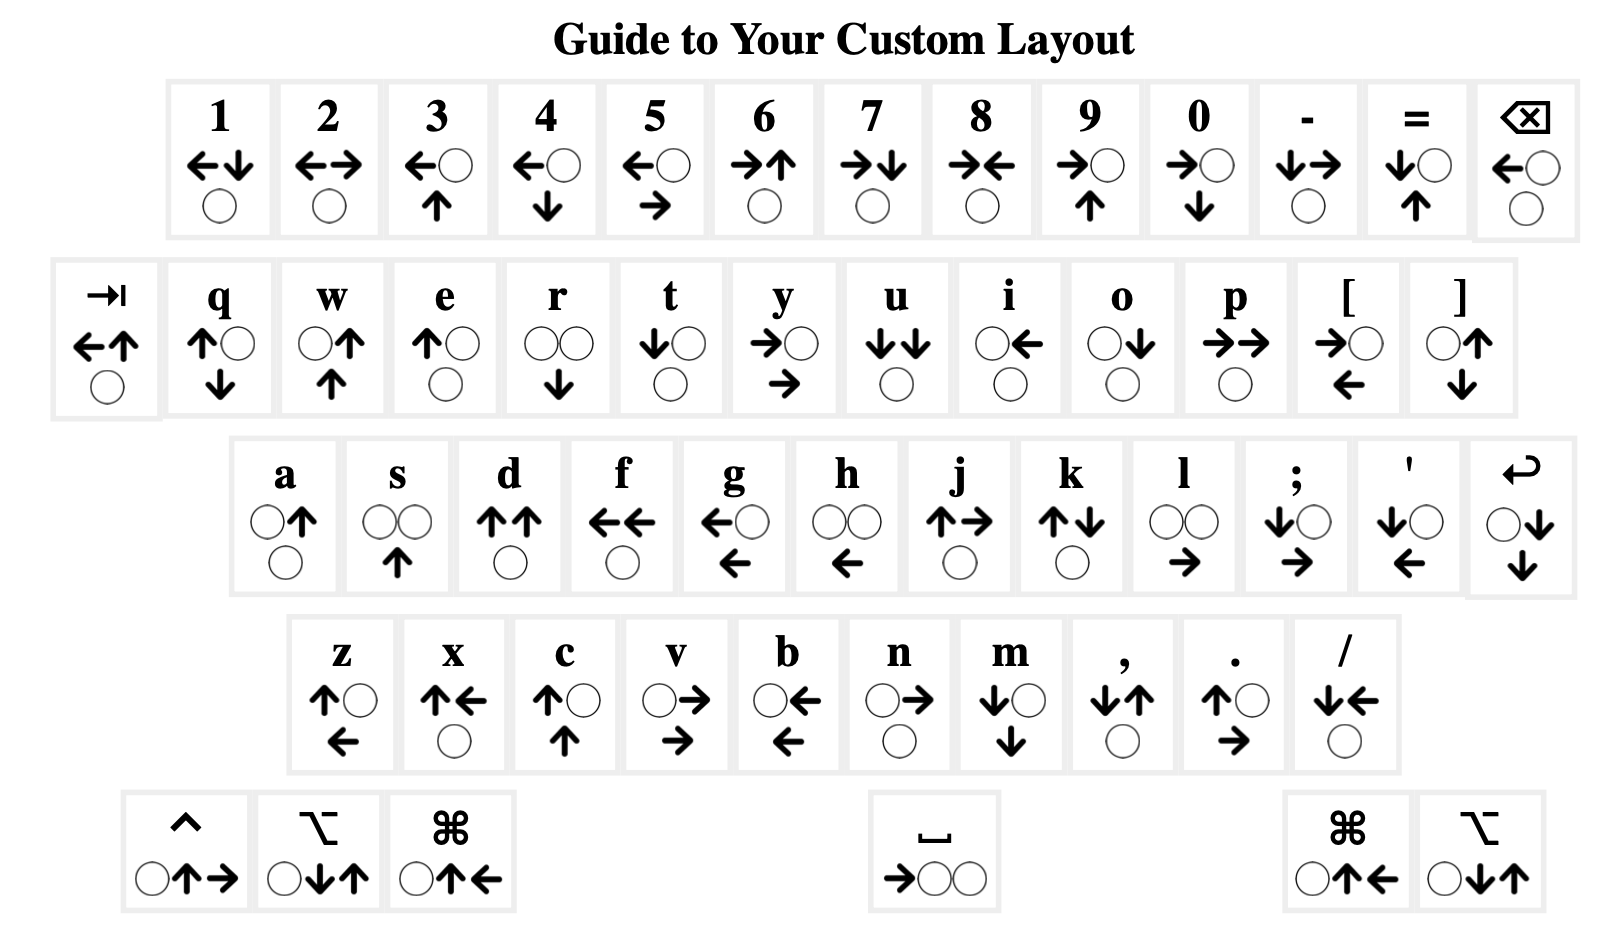 Guide to Your Custom Layout
1 2 3 4 5 6 7 8 9 0 - = ⌫
←↓ ←→ ←○ ←○ ←○ →↑ →↓ →← →○ →○ ↓→ ↓○ ←○
○ ○ ↑ ↓ → ○ ○ ○ ↑ ↓ ○ ↑ ○
⇥ q w e r t y u i o p [ ]
←↑ ↑○ ○↑ ↑○ ○○ ↓○ →○ ↓↓ ○← ○↓ →→ →○ ○↑
○ ↓ ↑ ○ ↓ ○ → ○ ○ ○ ○ ← ↓
a s d f g h j k l ; ' ↩
○↑ ○○ ↑↑ ←← ←○ ○○ ↑→ ↑↓ ○○ ↓○ ↓○ ○↓
○ ↑ ○ ○ ← ← ○ ○ → → ← ↓
z x c v b n m , . /
↑○ ↑← ↑○ ○→ ○← ○→ ↓○ ↓↑ ↑○ ↓←
← ○ ↑ → ← ○ ↓ ○ → ○
⌃ ⌥ ⌘ ⎵ ⌘ ⌥
○↑→ ○↓↑ ○↑← →○○ ○↑← ○↓↑